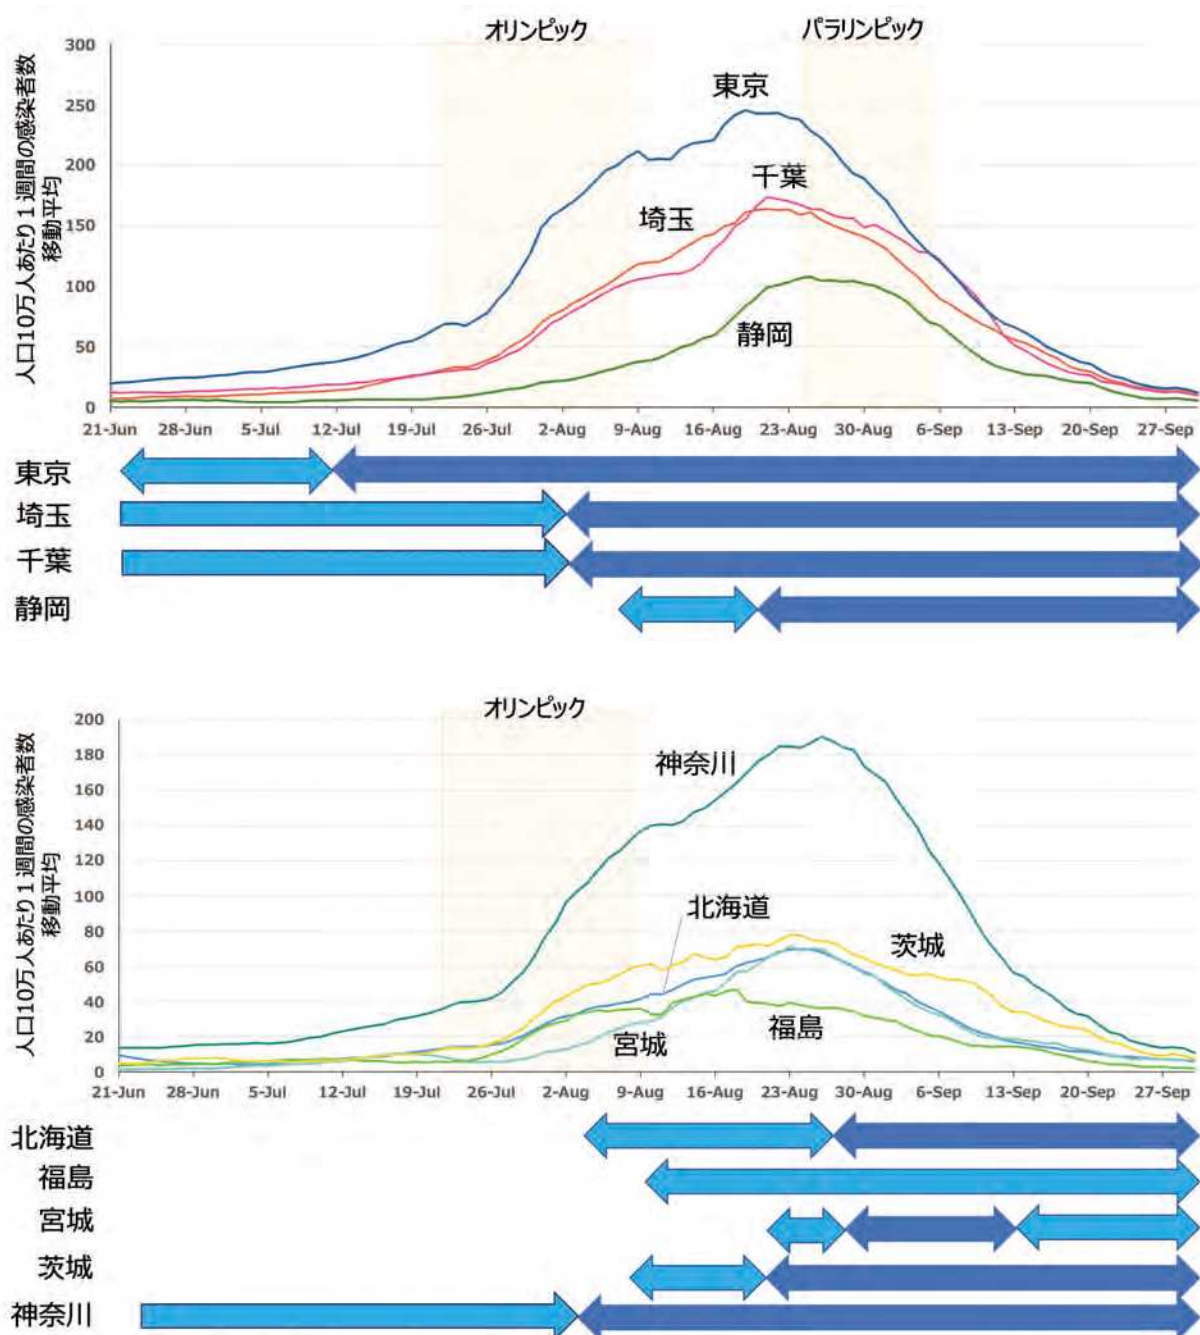 オリンピック
パラリンピック
人口10万人あたり1週間の感染者数
移動平均
300
250
200
150
100
50
0
東京
千葉
埼玉
静岡
21-Jun 28-Jun 5-Jul 12-Jul 19-Jul 26-Jul 2-Aug 9-Aug 16-Aug 23-Aug 30-Aug 6-Sep 13-Sep 20-Sep 27-Sep
東京
埼玉
千葉
静岡
オリンピック
人口10万人あたり1週間の感染者数
移動平均
200
180
160
140
120
100
80
60
40
20
0
神奈川
北海道
茨城
宮城
福島
21-Jun 28-Jun 5-Jul 12-Jul 19-Jul 26-Jul 2-Aug 9-Aug 16-Aug 23-Aug 30-Aug 6-Sep 13-Sep 20-Sep 27-Sep
北海道
福島
宮城
茨城
神奈川